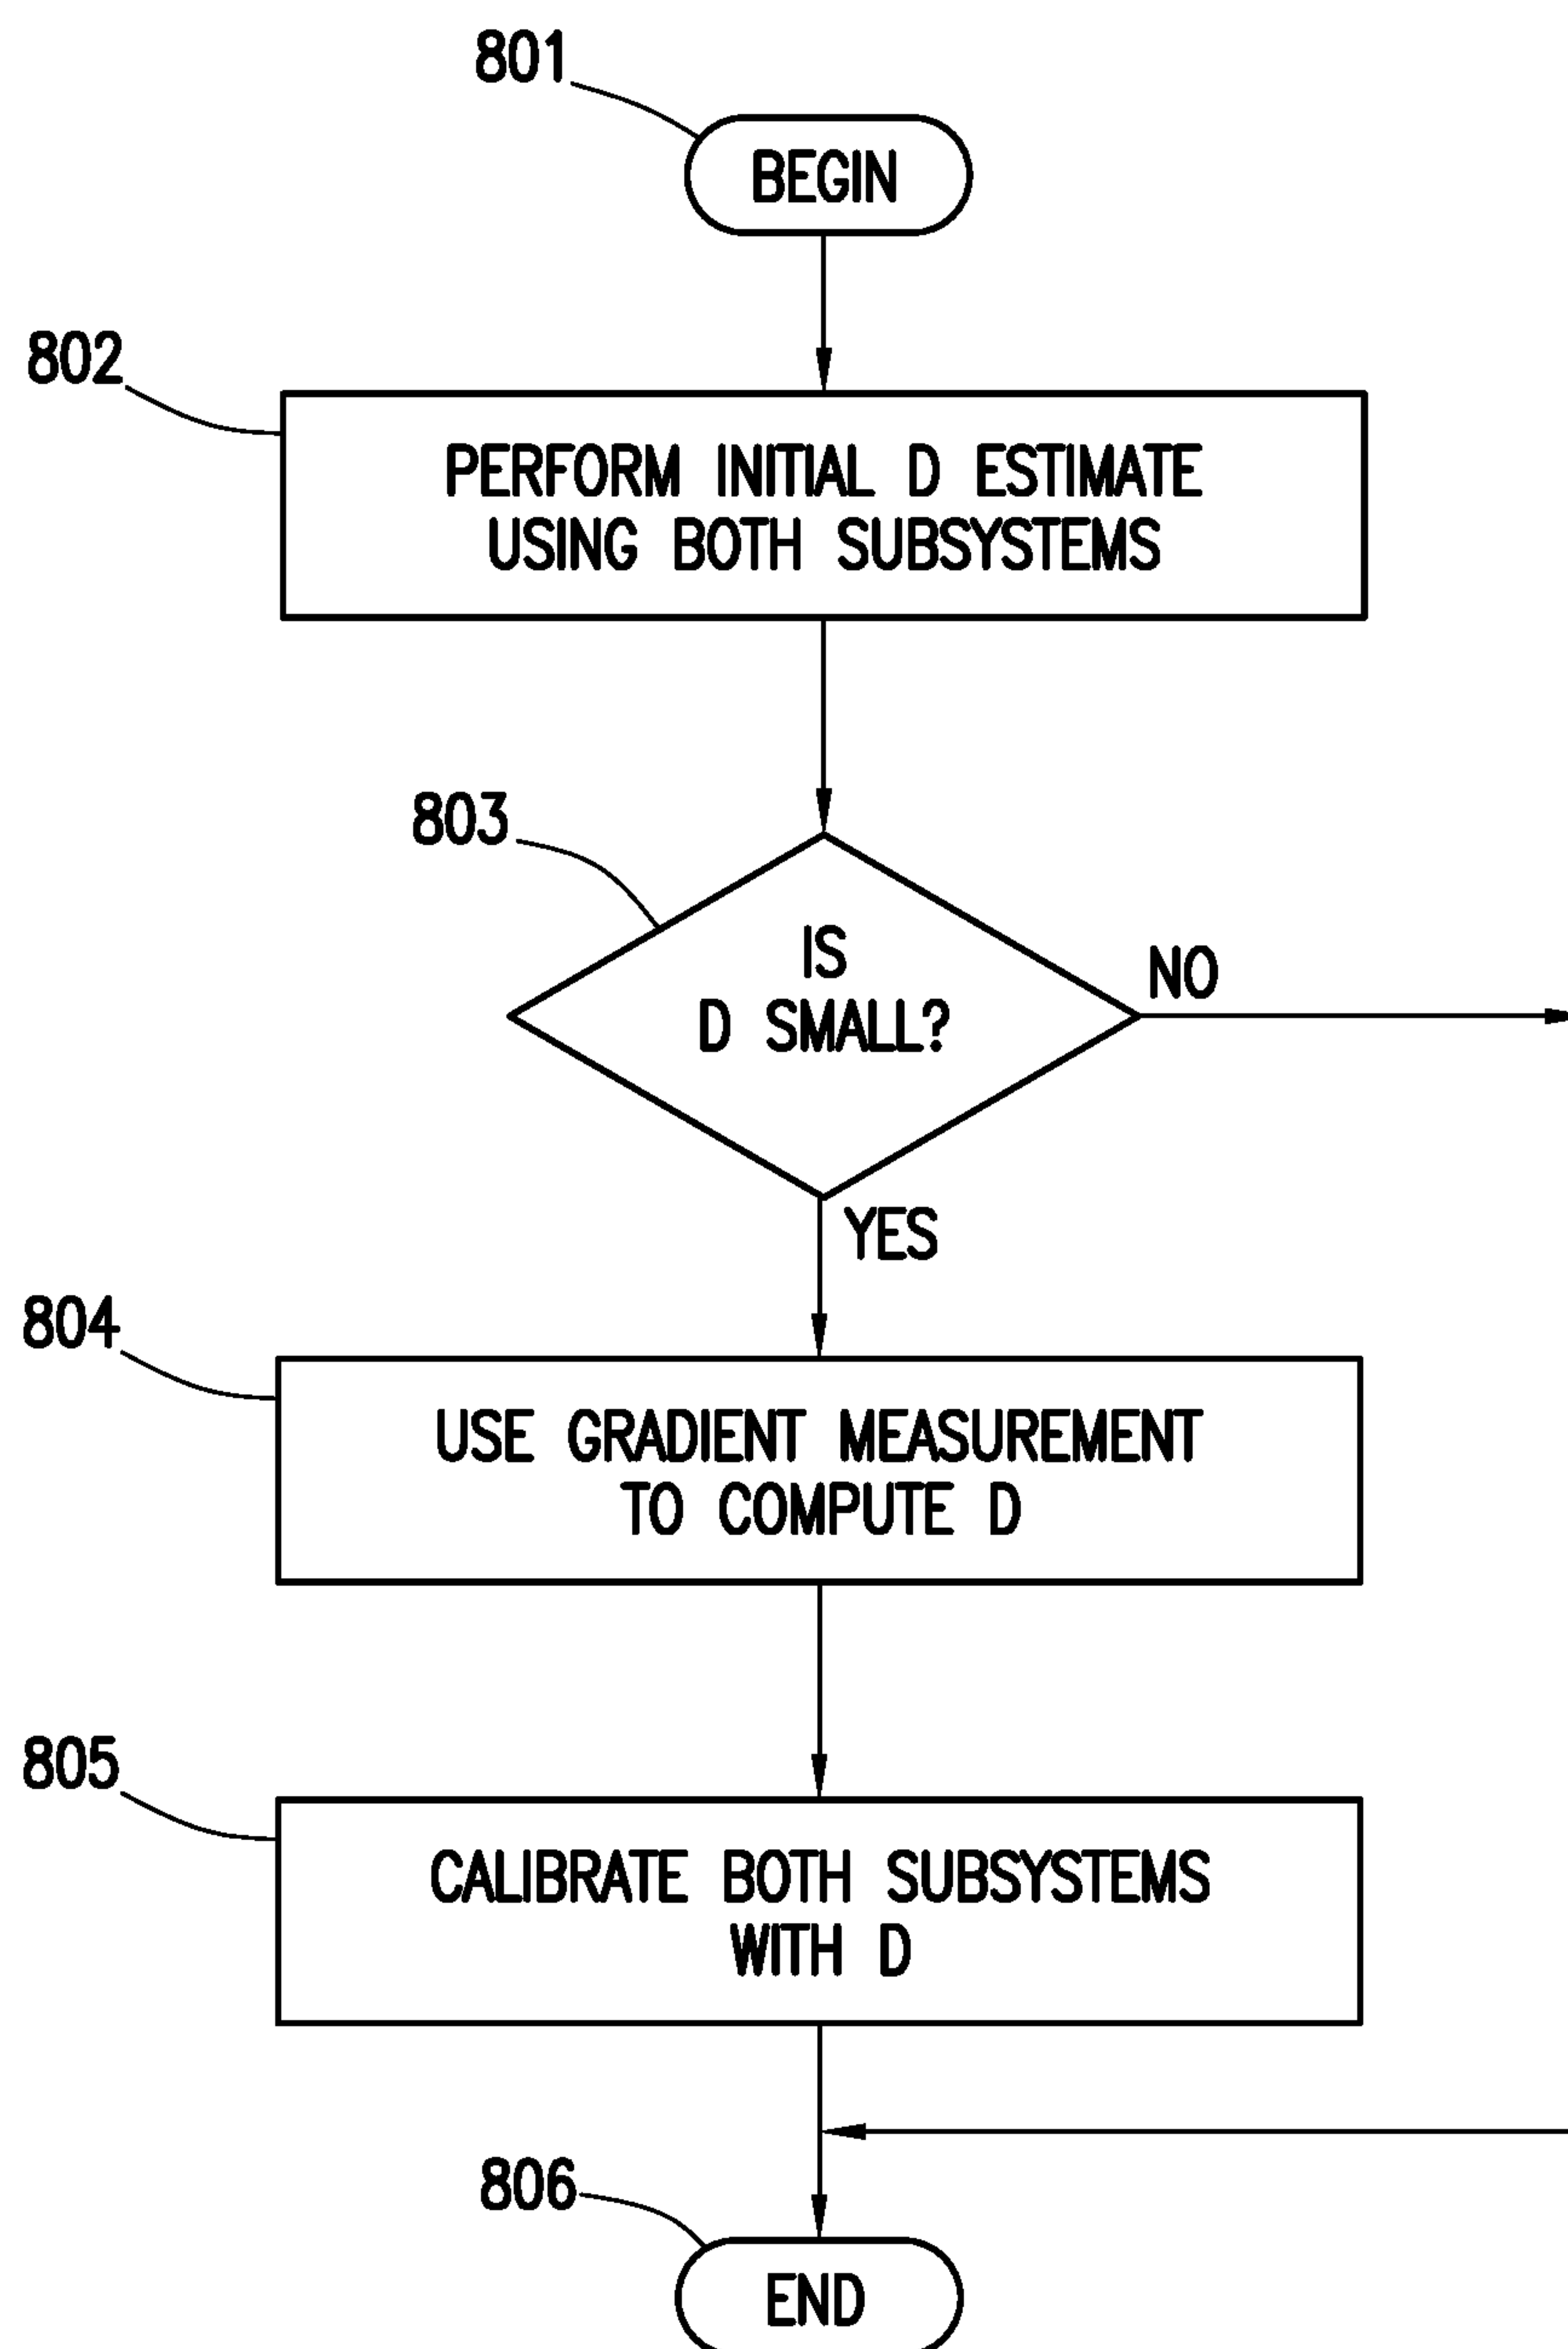 801
BEGIN
802
PERFORM INITIAL D ESTIMATE
USING BOTH SUBSYSTEMS
803
IS
D SMALL?
NO
YES
804
USE GRADIENT MEASUREMENT
TO COMPUTE D
805
CALIBRATE BOTH SUBSYSTEMS
WITH D
806
END